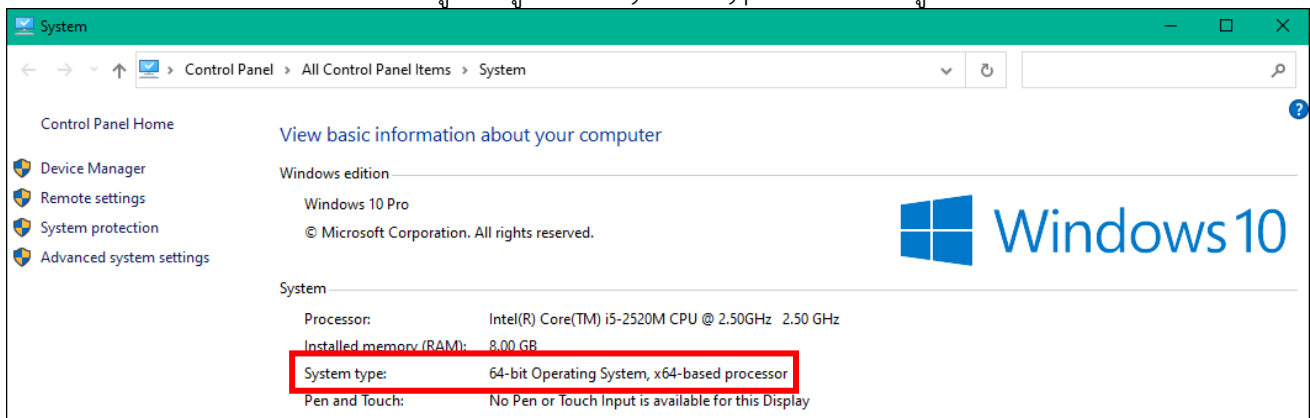 System
Control Panel > All Control Panel Items > System
Control Panel Home
View basic information about your computer
Device Manager
Windows edition
Remote settings
Windows 10 Pro
System protection
© Microsoft Corporation. All rights reserved.
Windows 10
Advanced system settings
System
Processor: Intel(R) Core(TM) i5-2520M CPU @ 2.50GHz 2.50 GHz
Installed memory (RAM): 8.00 GB
System type: 64-bit Operating System, x64-based processor
Pen and Touch: No Pen or Touch Input is available for this Display